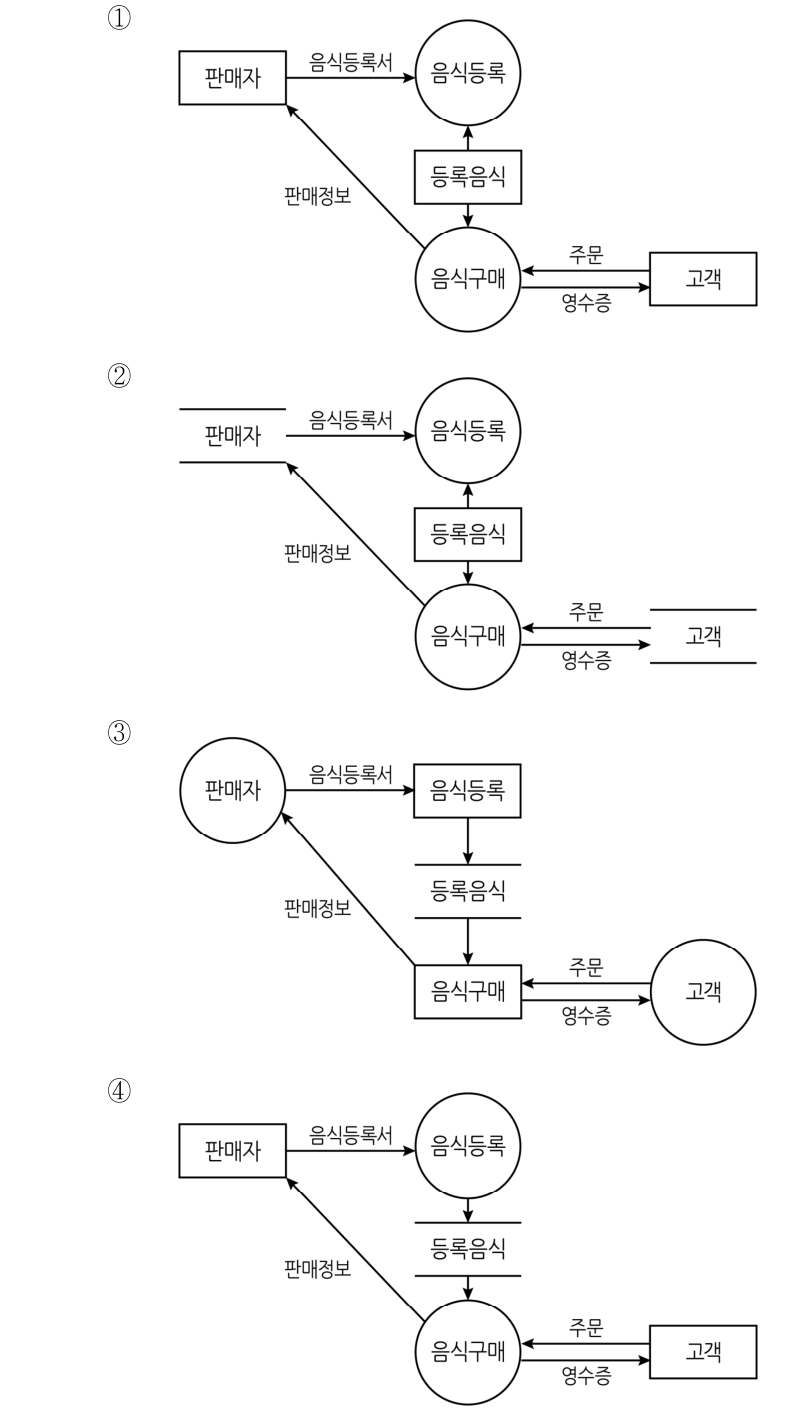 ①
판매자
음식등록서
음식등록
등록음식
판매정보
음식구매
주문
영수증
고객
②
판매자
음식등록서
음식등록
등록음식
판매정보
음식구매
주문
영수증
고객
③
판매자
음식등록서
음식등록
등록음식
판매정보
음식구매
주문
영수증
고객
④
판매자
음식등록서
음식등록
등록음식
판매정보
음식구매
주문
영수증
고객